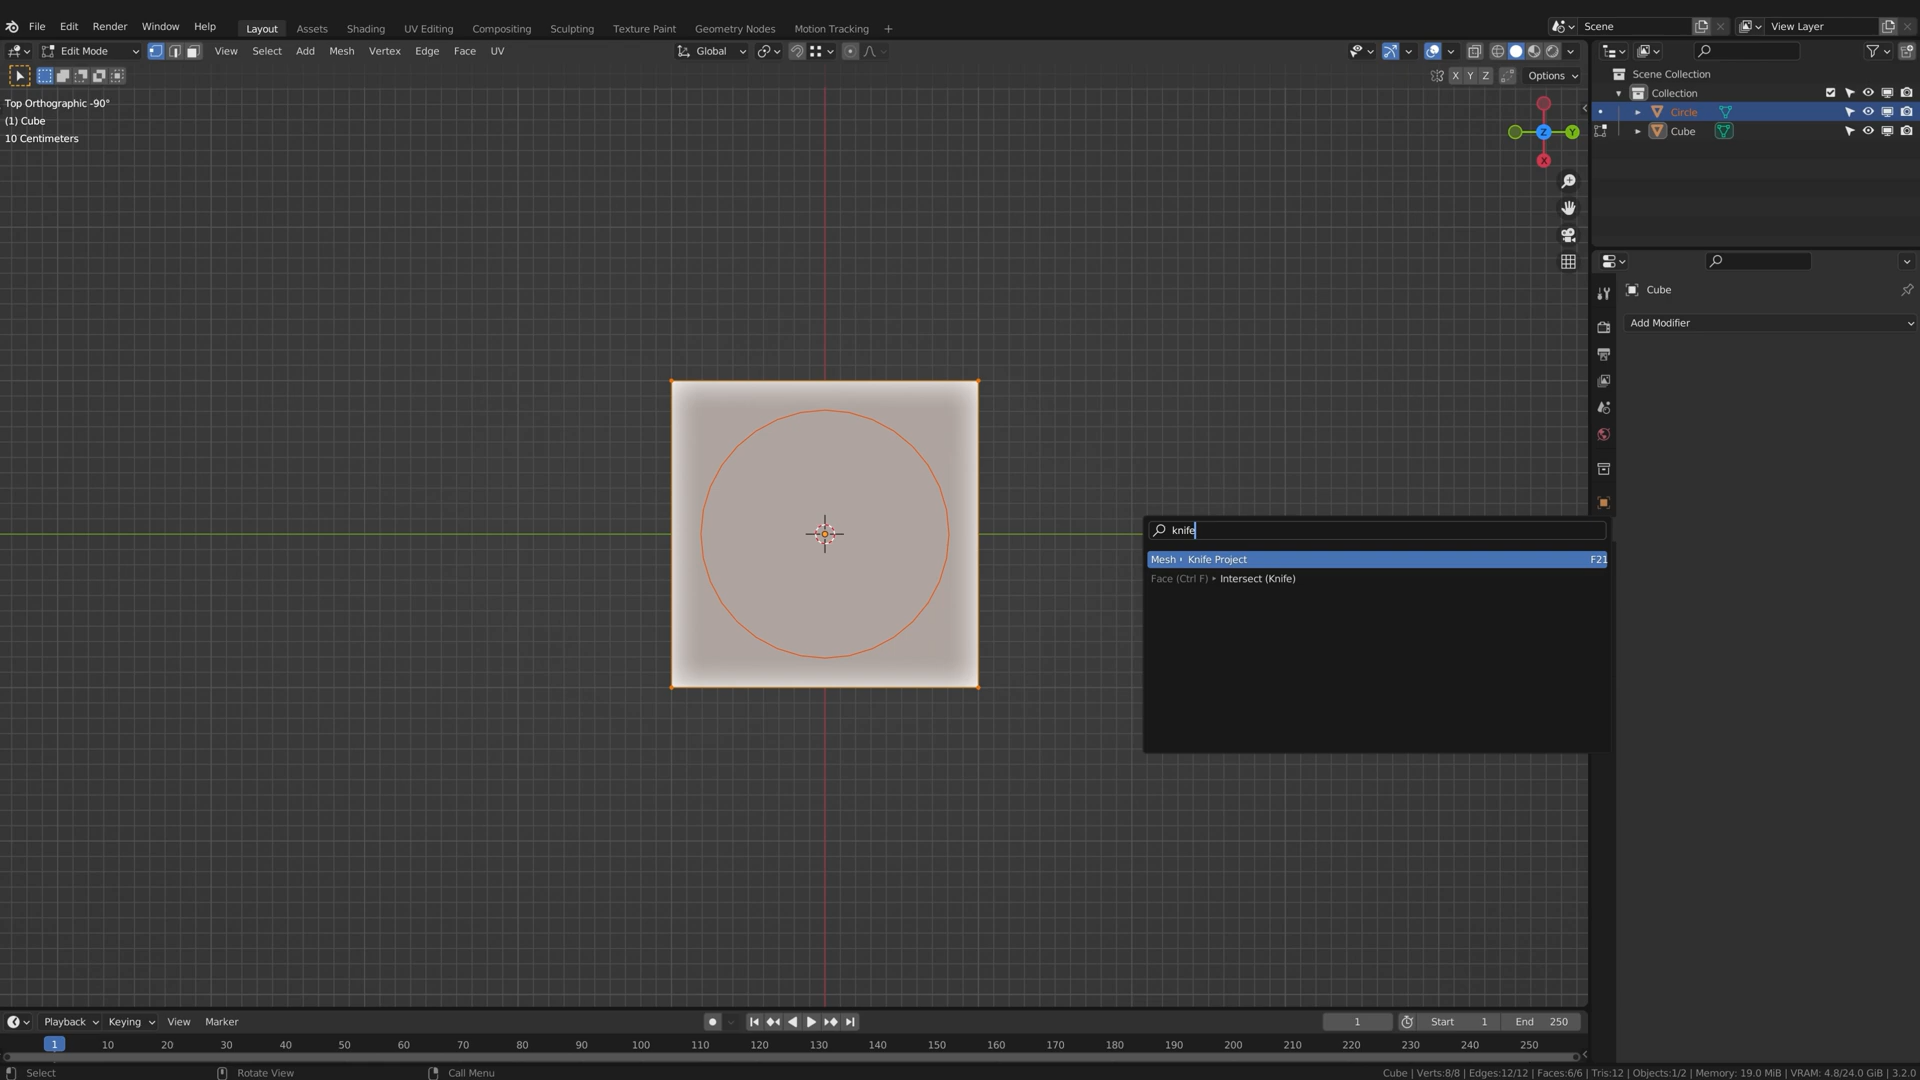 File Edit Render Window Help Layout Assets Shading UV Editing Compositing Sculpting Texture Paint Geometry Nodes Motion Tracking + Scene View Layer
Edit Mode View Select Add Mesh Vertex Edge Face UV Global
X Y Z Options
Scene Collection
Collection
Circle
Cube
Top Orthographic -90°
(1) Cube
10 Centimeters
Z Y
X
Cube
Add Modifier
knife
Mesh Knife Project F21
Face (Ctrl F) ▸ Intersect (Knife)
Playback Keying View Marker 1 Start 1 End 250
1 10 20 30 40 50 60 70 80 90 100 110 120 130 140 150 160 170 180 190 200 210 220 230 240 250
Select Rotate View Call Menu Cube | Verts:8/8 | Edges:12/12 | Faces:6/6 | Tris:12 | Objects:1/2 | Memory: 19.0 MiB | VRAM: 4.8/24.0 GiB | 3.2.0